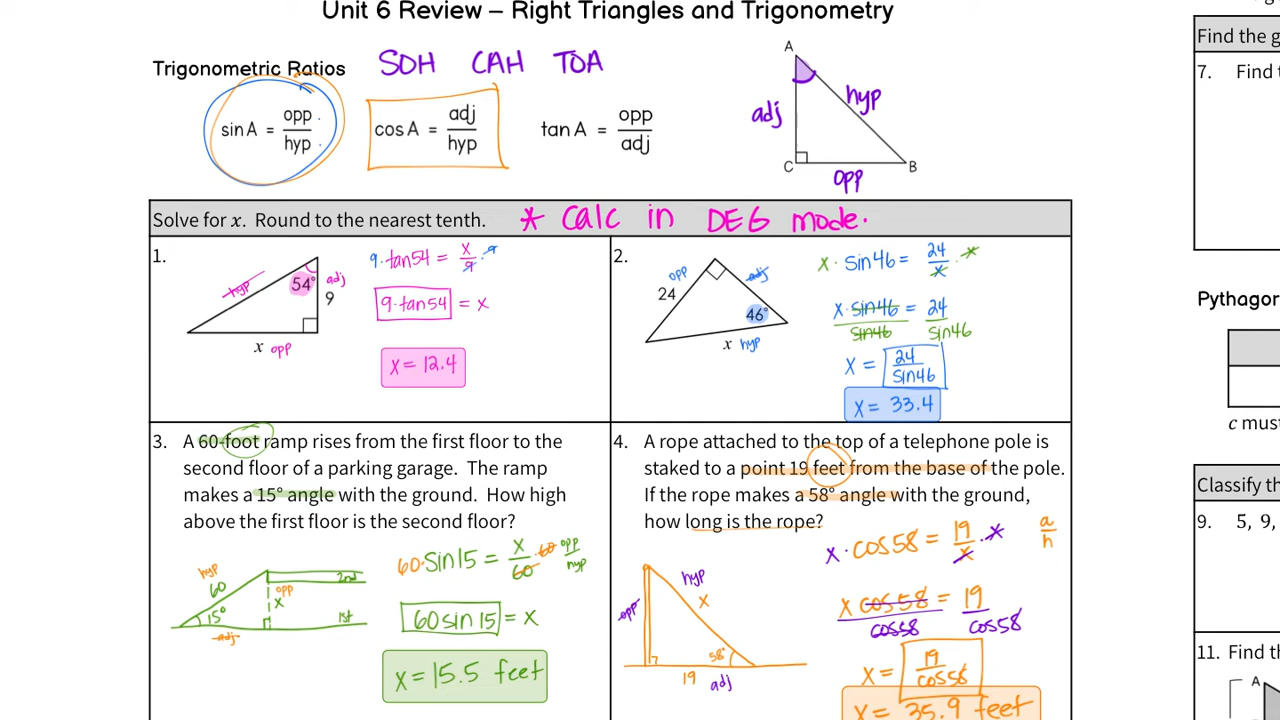 Unit 6 Review – Right Triangles and Trigonometry
Trigonometric Ratios SOH CAH TOA
sin A = opp/hyp
cos A = adj/hyp
tan A = opp/adj
A
adj
hyp
C
B
opp
Solve for x. Round to the nearest tenth. * Calc in DEG mode.
1.
hyp
54°
adj
9
x opp
9·tan54 = x/9 · 9
9·tan54 = x
x = 12.4
2.
opp
24
adj
46°
x hyp
x · sin46 = 24/x · x
x · sin46/sin46 = 24/sin46
x = 24/sin46
x = 33.4
3. A 60-foot ramp rises from the first floor to the
second floor of a parking garage. The ramp
makes a 15° angle with the ground. How high
above the first floor is the second floor?
hyp
60
15°
opp
x
adj
2nd
1st
60·sin15 = x/60 · 60 opp/hyp
60sin15 = x
x = 15.5 feet
4. A rope attached to the top of a telephone pole is
staked to a point 19 feet from the base of the pole.
If the rope makes a 58° angle with the ground,
how long is the rope?
opp
hyp
x
58°
19 adj
x · cos58 = 19/x · x a/h
x cos58/cos58 = 19/cos58
x = 19/cos58
x = 35.9 feet
Find the g
7. Find
Pythagor
c mus
Classify th
9. 5, 9,
11. Find th
A